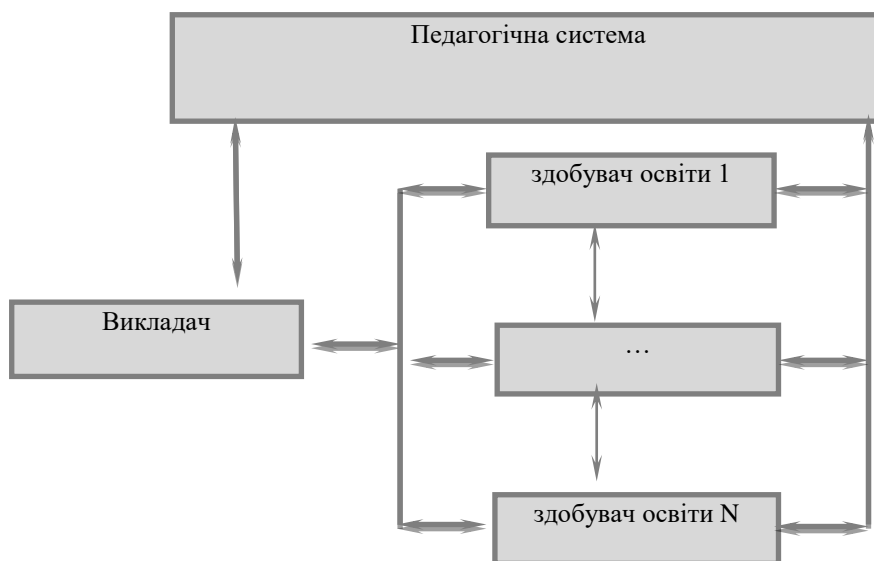 Педагогічна система
здобувач освіти 1
Викладач
…
здобувач освіти N